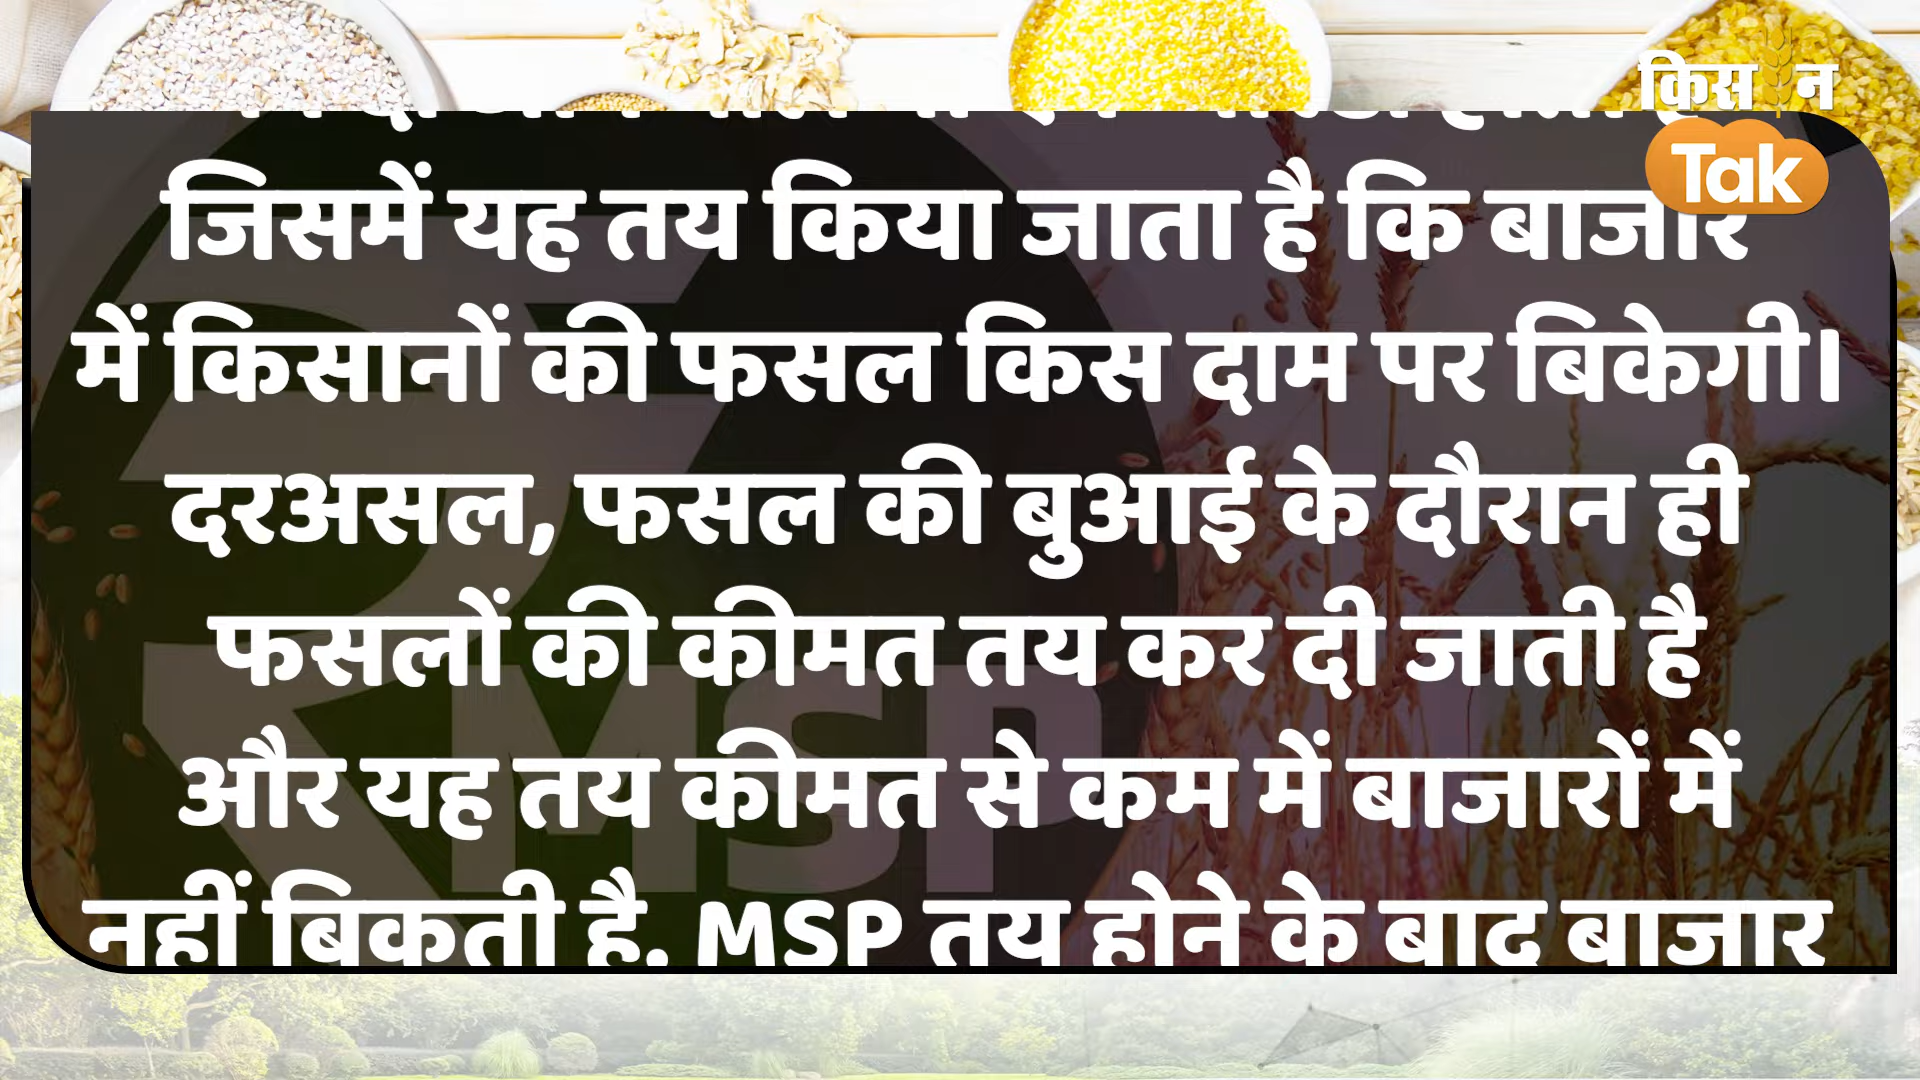 किसान
Tak
जिसमें यह तय किया जाता है कि बाजार
में किसानों की फसल किस दाम पर बिकेगी।
दरअसल, फसल की बुआई के दौरान ही
फसलों की कीमत तय कर दी जाती है
और यह तय कीमत से कम में बाजारों में
नहीं बिकती है. MSP तय होने के बाद बाजार
MSP